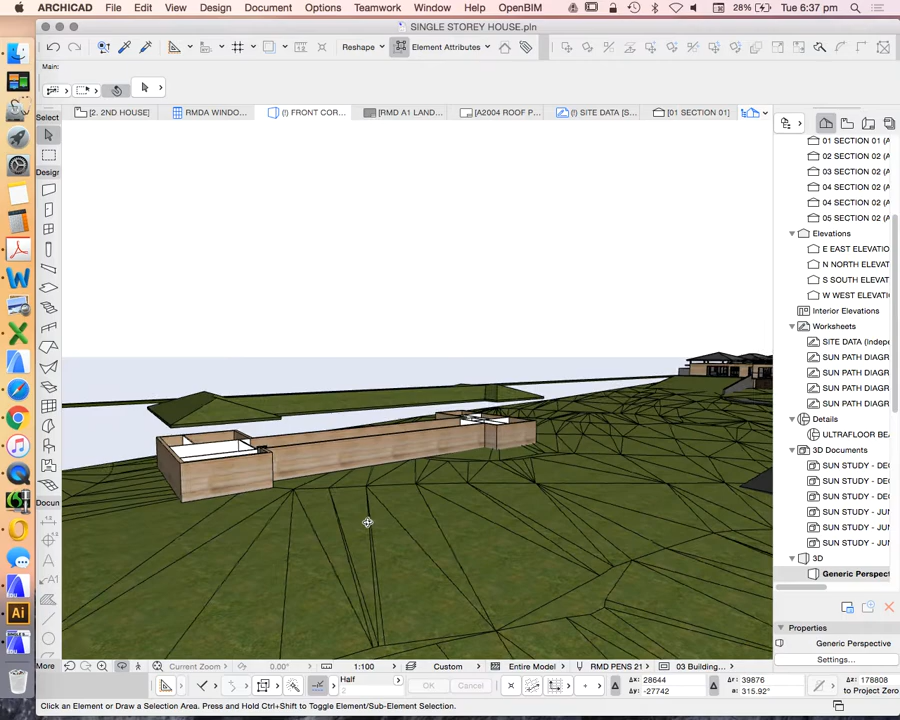 ARCHICAD File Edit View Design Document Options Teamwork Window Help OpenBIM 28% Tue 6:37 pm
SINGLE STOREY HOUSE.pln
Reshape Element Attributes
Main:
[2. 2ND HOUSE] RMDA WINDO... (!) FRONT COR... [RMD A1 LAND... [A2004 ROOF P... (!) SITE DATA [S... [01 SECTION 01]
Select
Design
Docun
More
01 SECTION 01 (A
02 SECTION 02 (A
03 SECTION 02 (A
04 SECTION 02 (A
04 SECTION 02 (A
05 SECTION 02 (A
Elevations
E EAST ELEVATIO
N NORTH ELEVAT
S SOUTH ELEVAT
W WEST ELEVATI
Interior Elevations
Worksheets
SITE DATA (Indep
SUN PATH DIAGR
SUN PATH DIAGR
SUN PATH DIAGR
SUN PATH DIAGR
Details
ULTRAFLOOR BEA
3D Documents
SUN STUDY - DEC
SUN STUDY - DEC
SUN STUDY - DEC
SUN STUDY - JUN
SUN STUDY - JUN
SUN STUDY - JUN
3D
Generic Perspect
Properties
Generic Perspective
Settings...
Current Zoom 0.00° 1:100 Custom Entire Model RMD PENS 21 03 Building...
Half
2
OK Cancel
Δx: 28644
Δy: -27742
Δr: 39876
a: 315.92°
Δz: 178808
to Project Zero
Click an Element or Draw a Selection Area. Press and Hold Ctrl+Shift to Toggle Element/Sub-Element Selection.